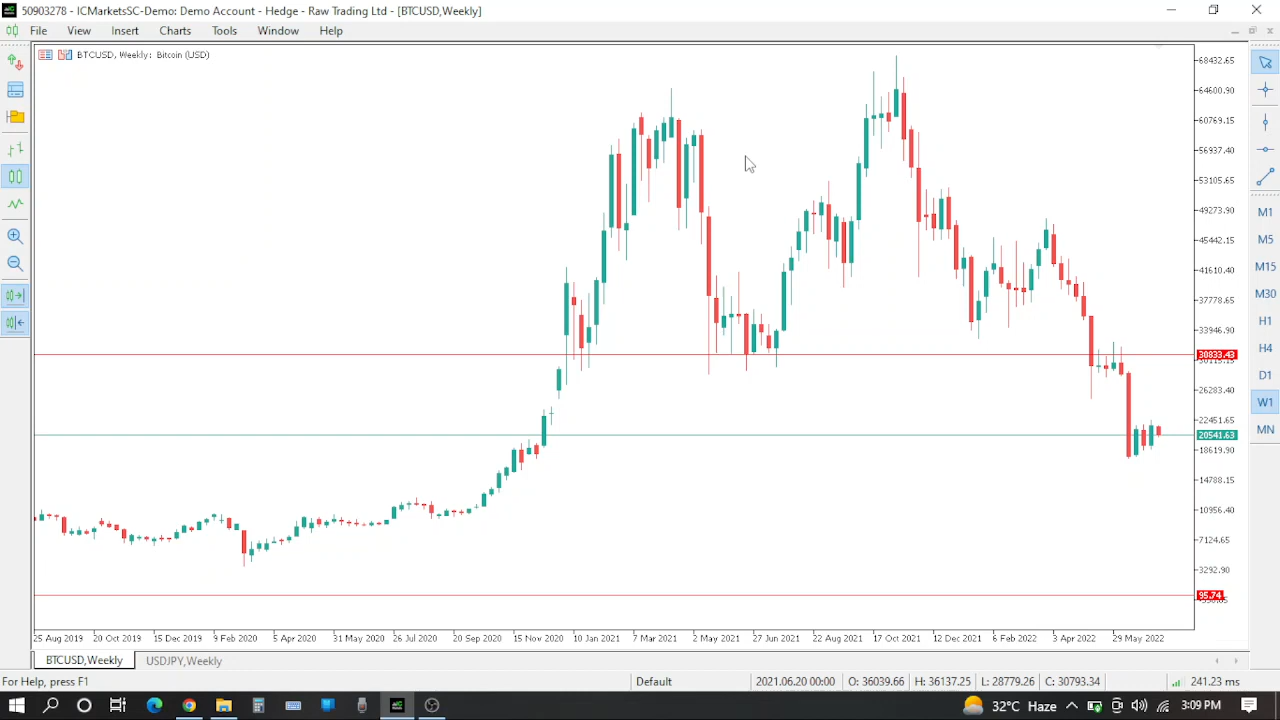 50903278 - ICMarketsSC-Demo: Demo Account - Hedge - Raw Trading Ltd - [BTCUSD,Weekly]
File View Insert Charts Tools Window Help
BTCUSD, Weekly: Bitcoin (USD)
68432.65
64600.90
60769.15
56937.40
53105.65
49273.90
45442.15
41610.40
37778.65
33946.90
30833.43
26283.40
22451.65
20541.63
18619.90
14788.15
10956.40
7124.65
3292.90
95.74
M1
M5
M15
M30
H1
H4
D1
W1
MN
25 Aug 2019 20 Oct 2019 15 Dec 2019 9 Feb 2020 5 Apr 2020 31 May 2020 26 Jul 2020 20 Sep 2020 15 Nov 2020 10 Jan 2021 7 Mar 2021 2 May 2021 27 Jun 2021 22 Aug 2021 17 Oct 2021 12 Dec 2021 6 Feb 2022 3 Apr 2022 29 May 2022
BTCUSD,Weekly USDJPY,Weekly
For Help, press F1 Default 2021.06.20 00:00 O: 36039.66 H: 36137.25 L: 28779.26 C: 30793.34 241.23 ms
32°C Haze 3:09 PM